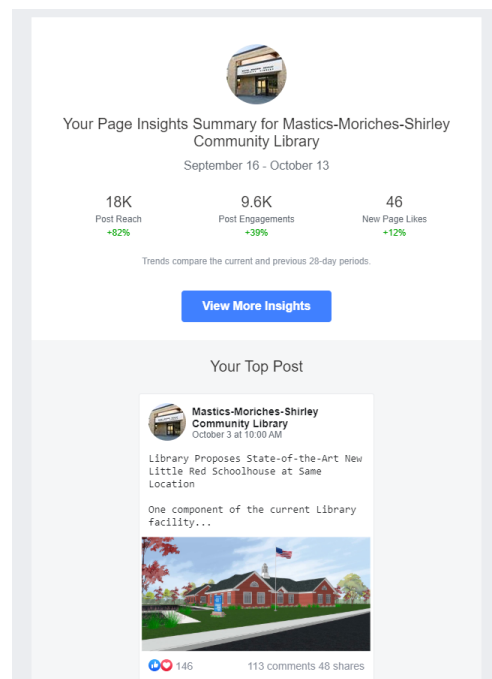 Your Page Insights Summary for Mastics-Moriches-Shirley
Community Library
September 16 - October 13
18K 9.6K 46
Post Reach Post Engagements New Page Likes
+82% +39% +12%
Trends compare the current and previous 28-day periods.
View More Insights
Your Top Post
Mastics-Moriches-Shirley
Community Library
October 3 at 10:00 AM
Library Proposes State-of-the-Art New
Little Red Schoolhouse at Same
Location
One component of the current Library
facility...
146 113 comments 48 shares